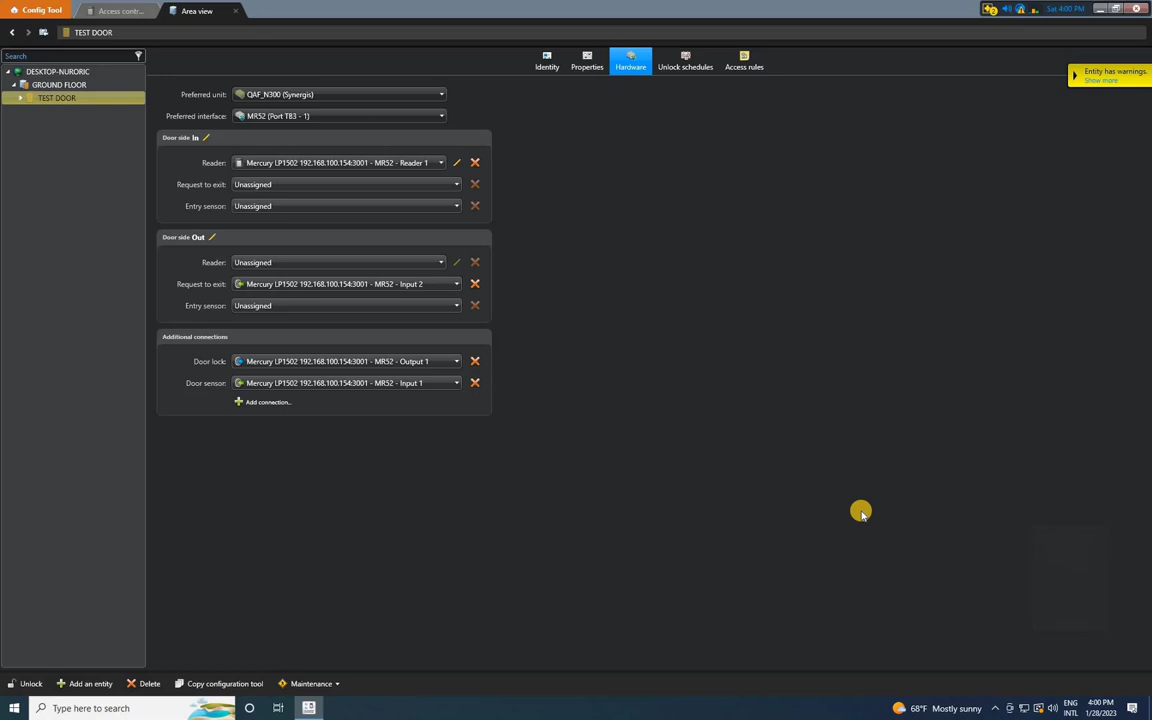 Config Tool
Access contr...
Area view
Sat 4:00 PM
TEST DOOR
Search
DESKTOP-NURORIC
GROUND FLOOR
TEST DOOR
Identity
Properties
Hardware
Unlock schedules
Access rules
Entity has warnings.
Show more
Preferred unit:
QAF_N300 (Synergis)
Preferred interface:
MR52 (Port TB3 - 1)
Door side In
Reader:
Mercury LP1502 192.168.100.154:3001 - MR52 - Reader 1
Request to exit:
Unassigned
Entry sensor:
Unassigned
Door side Out
Reader:
Unassigned
Request to exit:
Mercury LP1502 192.168.100.154:3001 - MR52 - Input 2
Entry sensor:
Unassigned
Additional connections
Door lock:
Mercury LP1502 192.168.100.154:3001 - MR52 - Output 1
Door sensor:
Mercury LP1502 192.168.100.154:3001 - MR52 - Input 1
Add connection...
Unlock
Add an entity
Delete
Copy configuration tool
Maintenance
Type here to search
68°F Mostly sunny
ENG
INTL
4:00 PM
1/28/2023